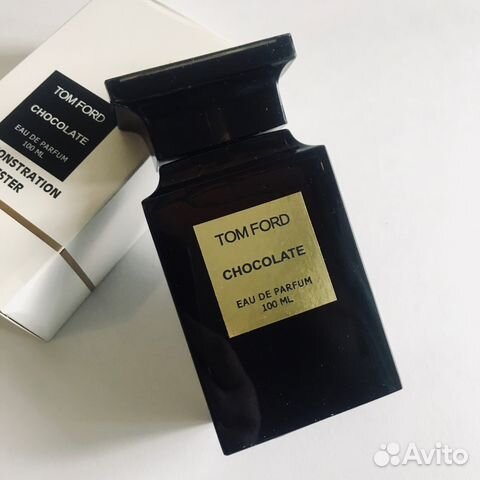 TOM FORD
CHOCOLATE
EAU DE PARFUM
100 ML
ONSTRATION
STER
TOM FORD
CHOCOLATE
EAU DE PARFUM
100 ML
Avito